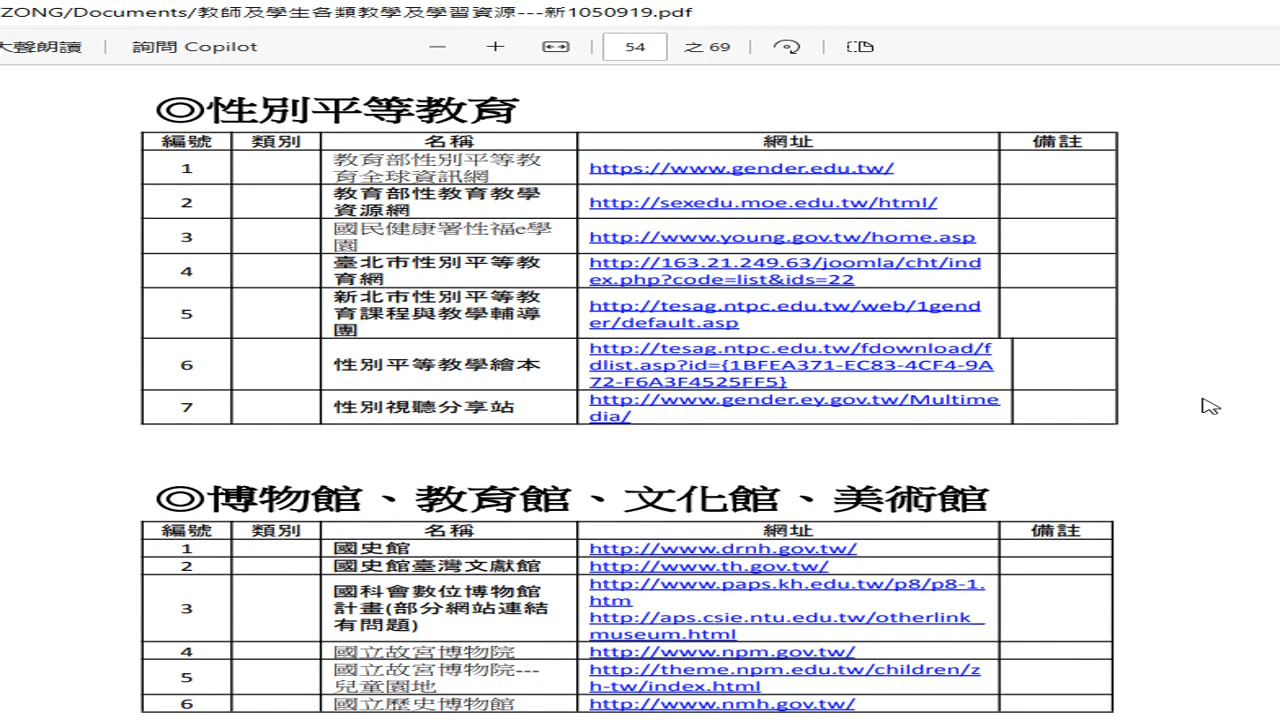 ZONG/Documents/教師及學生各類教學及學習資源---新1050919.pdf
大聲朗讀 詢問 Copilot 54 之 69
◎性別平等教育
編號 類別 名稱 網址 備註
1 教育部性別平等教育全球資訊網 https://www.gender.edu.tw/
2 教育部性教育教學資源網 http://sexedu.moe.edu.tw/html/
3 國民健康署性福e學園 http://www.young.gov.tw/home.asp
4 臺北市性別平等教育網 http://163.21.249.63/joomla/cht/index.php?code=list&ids=22
5 新北市性別平等教育課程與教學輔導團 http://tesag.ntpc.edu.tw/web/1gender/default.asp
6 性別平等教學繪本 http://tesag.ntpc.edu.tw/fdownload/fdlist.asp?id={1BFEA371-EC83-4CF4-9A72-F6A3F4525FF5}
7 性別視聽分享站 http://www.gender.ey.gov.tw/Multimedia/
◎博物館、教育館、文化館、美術館
編號 類別 名稱 網址 備註
1 國史館 http://www.drnh.gov.tw/
2 國史館臺灣文獻館 http://www.th.gov.tw/
3 國科會數位博物館計畫(部分網站連結有問題) http://www.paps.kh.edu.tw/p8/p8-1.htm
http://aps.csie.ntu.edu.tw/otherlink_museum.html
4 國立故宮博物院 http://www.npm.gov.tw/
5 國立故宮博物院---兒童園地 http://theme.npm.edu.tw/children/zh-tw/index.html
6 國立歷史博物館 http://www.nmh.gov.tw/